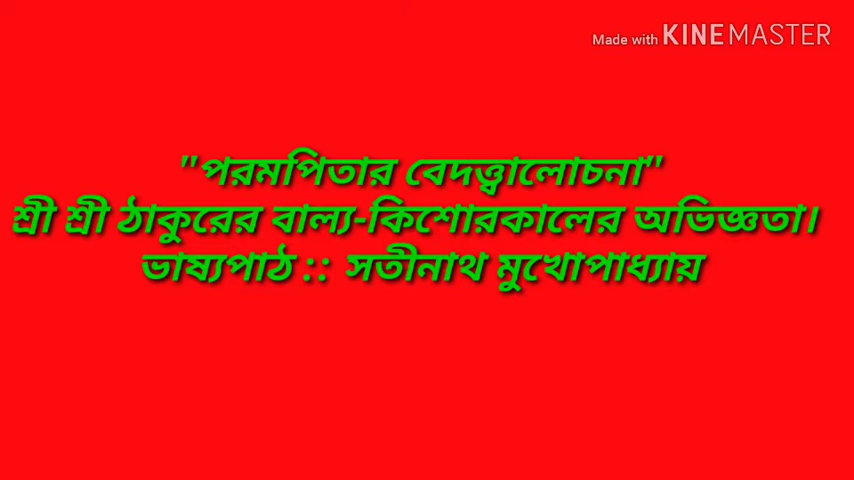 Made with KINEMASTER
"পরমপিতার বেদত্ত্বালোচনা"
শ্রী শ্রী ঠাকুরের বাল্য-কিশোরকালের অভিজ্ঞতা।
ভাষ্যপাঠ :: সতীনাথ মুখোপাধ্যায়